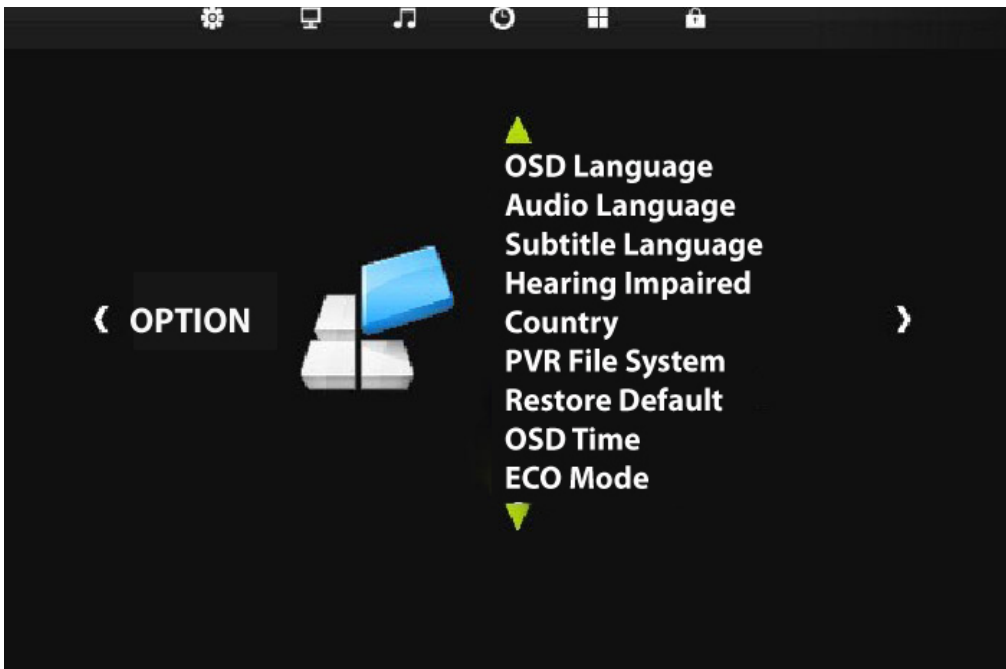 OSD Language
Audio Language
Subtitle Language
Hearing Impaired
OPTION
Country
PVR File System
Restore Default
OSD Time
ECO Mode